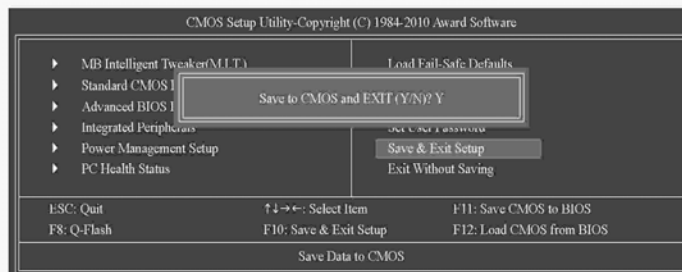 CMOS Setup Utility-Copyright (C) 1984-2010 Award Software
MB Intelligent Tweaker(M.I.T.)
Standard CMOS
Advanced BIOS
Integrated Peripherals
Power Management Setup
PC Health Status
Load Fail-Safe Defaults
Save to CMOS and EXIT (Y/N)? Y
Set User Password
Save & Exit Setup
Exit Without Saving
ESC: Quit ↑↓→←: Select Item F11: Save CMOS to BIOS
F8: Q-Flash F10: Save & Exit Setup F12: Load CMOS from BIOS
Save Data to CMOS